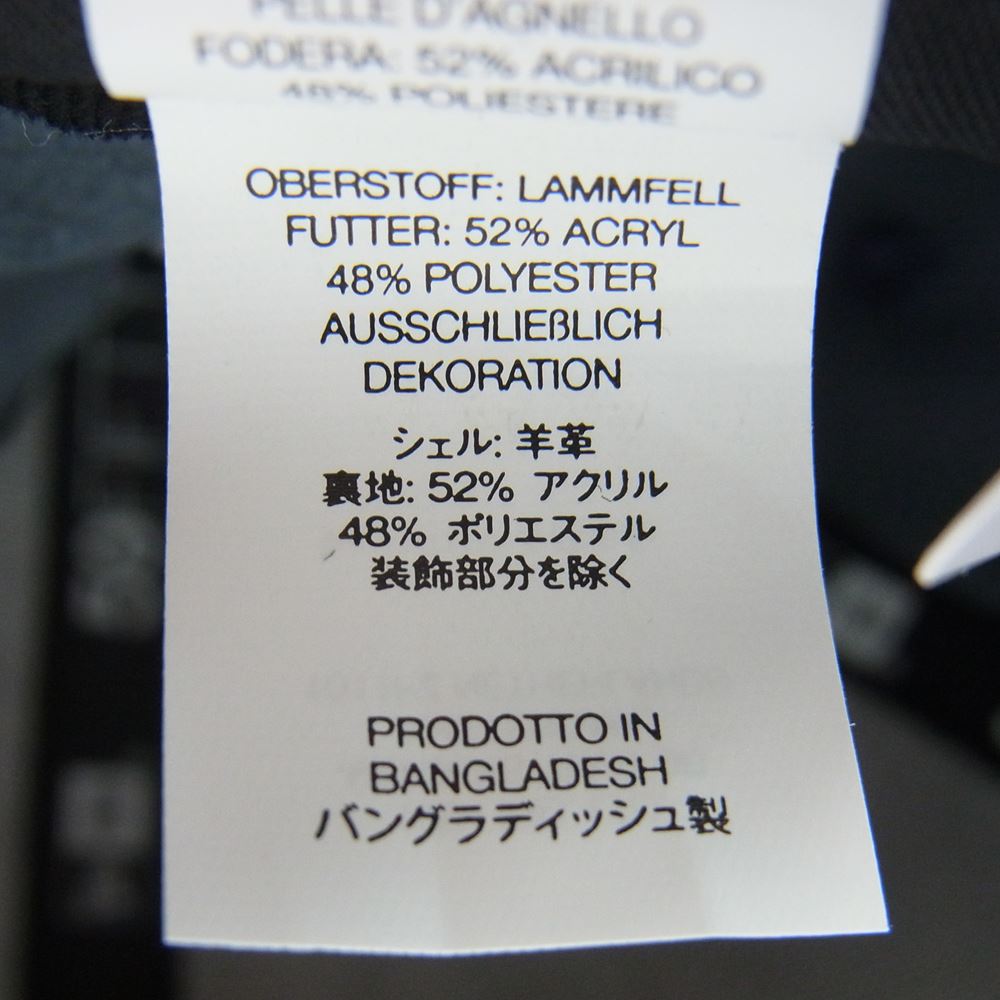 PELLE D'AGNELLO
FODERA: 52% ACRILICO
48% POLIESTERE
OBERSTOFF: LAMMFELL
FUTTER: 52% ACRYL
48% POLYESTER
AUSSCHLIEßLICH
DEKORATION
シェル: 羊革
裏地: 52% アクリル
48% ポリエステル
装飾部分を除く
PRODOTTO IN
BANGLADESH
バングラディッシュ製